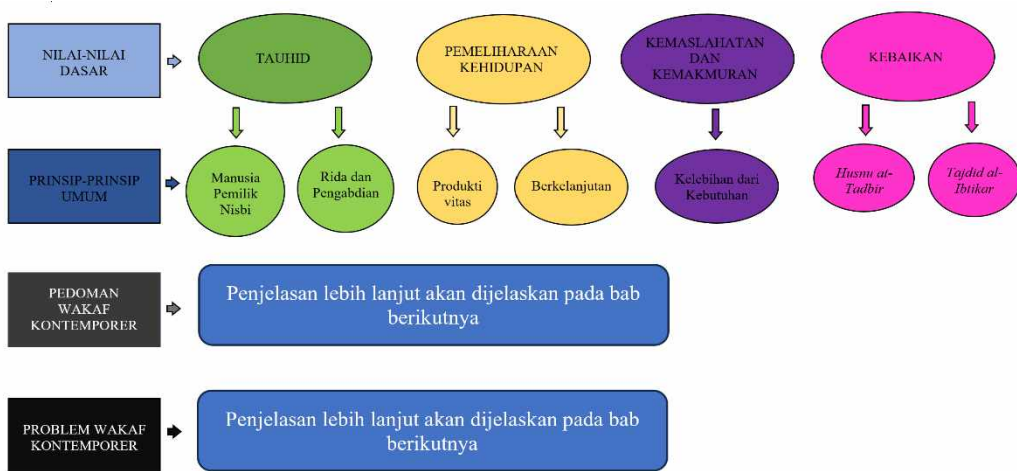 NILAI-NILAI
DASAR
TAUHID
PEMELIHARAAN
KEHIDUPAN
KEMASLAHATAN
DAN
KEMAKMURAN
KEBAIKAN
PRINSIP-PRINSIP
UMUM
Manusia
Pemilik
Nisbi
Rida dan
Pengabdian
Produkti
vitas
Berkelanjutan
Kelebihan dari
Kebutuhan
Husnu al-
Tadbir
Tajdid al-
Ibtikar
PEDOMAN
WAKAF
KONTEMPORER
Penjelasan lebih lanjut akan dijelaskan pada bab
berikutnya
PROBLEM WAKAF
KONTEMPORER
Penjelasan lebih lanjut akan dijelaskan pada bab
berikutnya